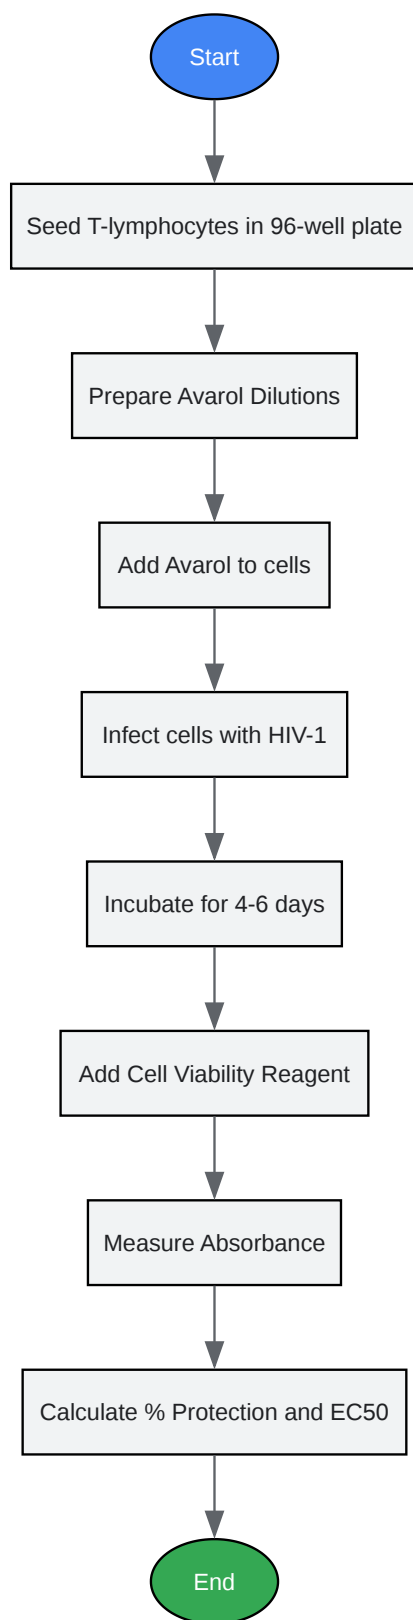 Start
Seed T-lymphocytes in 96-well plate
Prepare Avarol Dilutions
Add Avarol to cells
Infect cells with HIV-1
Incubate for 4-6 days
Add Cell Viability Reagent
Measure Absorbance
Calculate % Protection and EC50
End